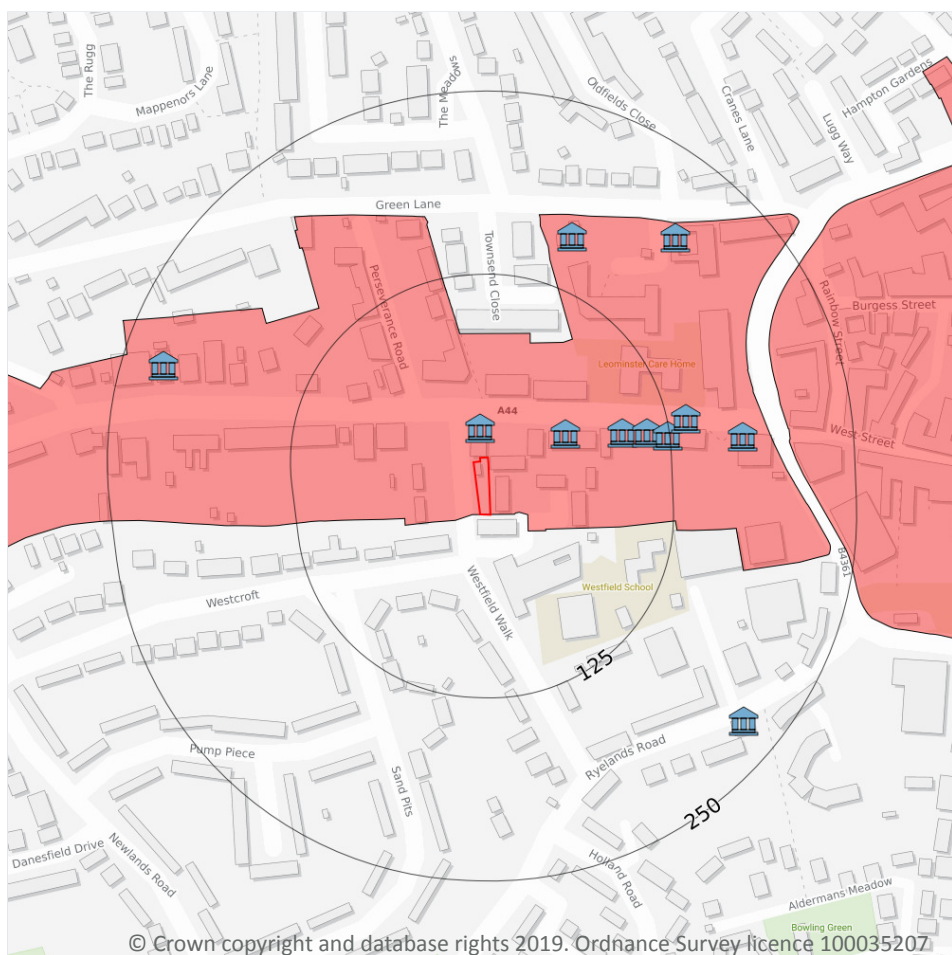 The Rugg
Mappenors Lane
The Meadows
Oldfields Close
Cranes Lane
Lugg Way
Hampton Gardens
Green Lane
Townsend Close
Perseverance Road
Rainbow Street
Burgess Street
Leominster Care Home
A44
West Street
B4361
Westfield School
Westcroft
Westfield Walk
125
Pump Piece
Sand Pits
Ryelands Road
250
Danesfield Drive
Newlands Road
Holland Road
Aldermans Meadow
Bowling Green
© Crown copyright and database rights 2019. Ordnance Survey licence 100035207